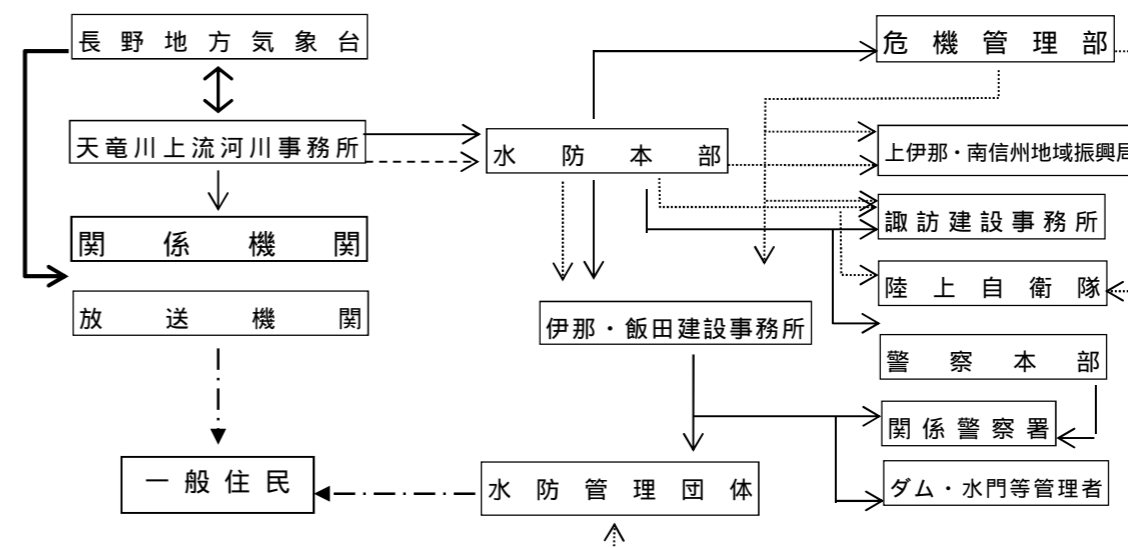 長野地方気象台
危機管理部
天竜川上流河川事務所
水防本部
上伊那・南信州地域振興局
関係機関
諏訪建設事務所
陸上自衛隊
放送機関
伊那・飯田建設事務所
警察本部
関係警察署
一般住民
水防管理団体
ダム・水門等管理者